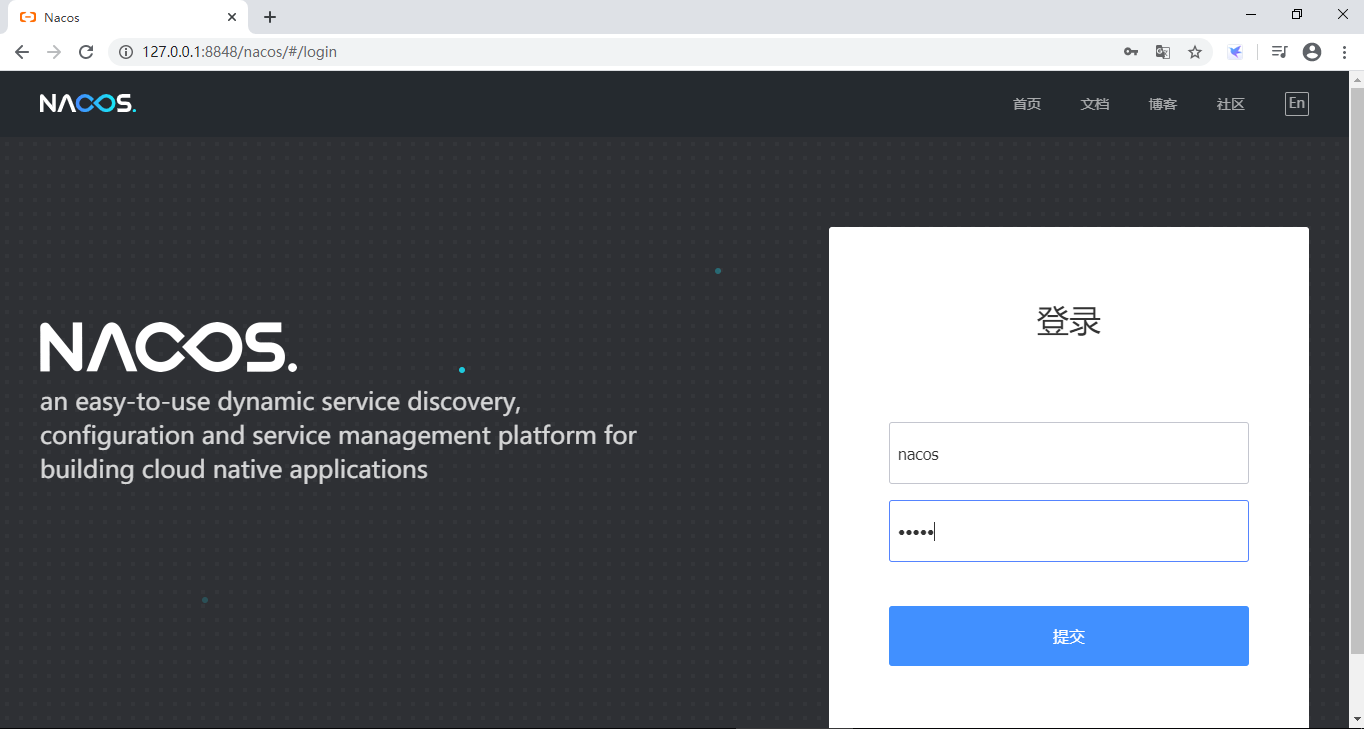 Nacos
127.0.0.1:8848/nacos/#/login
NACOS.
首页
文档
博客
社区
En
NACOS.
an easy-to-use dynamic service discovery,
configuration and service management platform for
building cloud native applications
登录
nacos
•••••
提交